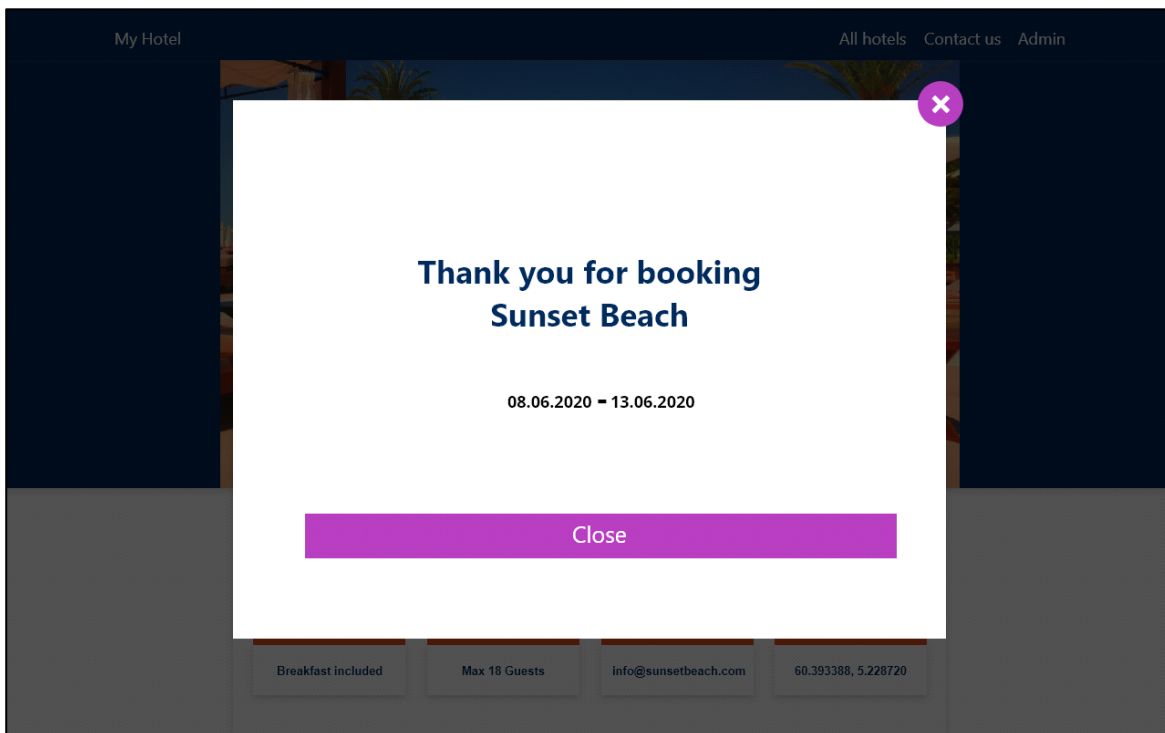 My Hotel
All hotels Contact us Admin
Thank you for booking
Sunset Beach
08.06.2020 - 13.06.2020
Close
Breakfast included
Max 18 Guests
info@sunsetbeach.com
60.393388, 5.228720